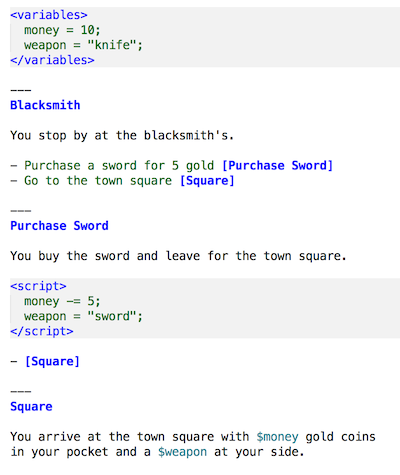 <variables>
money = 10;
weapon = "knife";
</variables>
---
Blacksmith
You stop by at the blacksmith's.
- Purchase a sword for 5 gold [Purchase Sword]
- Go to the town square [Square]
---
Purchase Sword
You buy the sword and leave for the town square.
<script>
money -= 5;
weapon = "sword";
</script>
- [Square]
---
Square
You arrive at the town square with $money gold coins
in your pocket and a $weapon at your side.